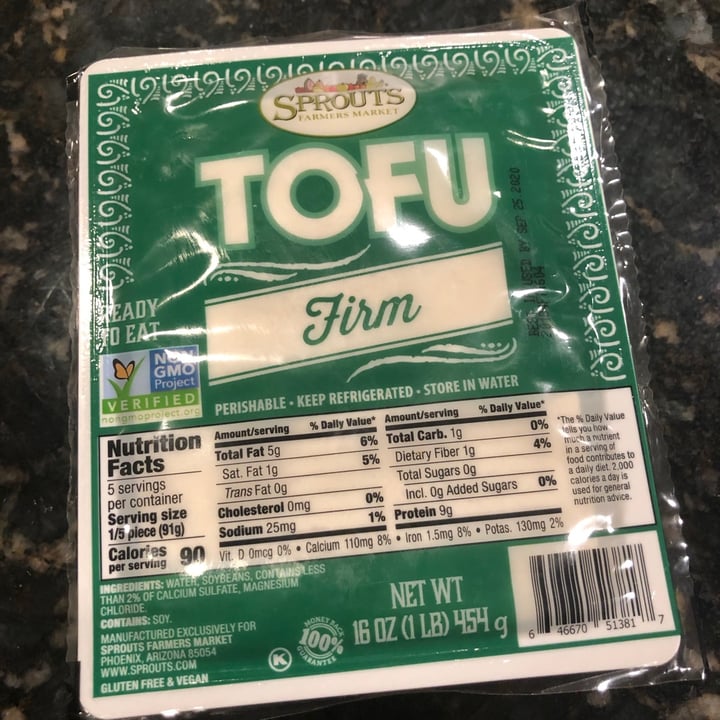 SPROUTS
FARMERS MARKET
TOFU
Firm
READY
TO EAT
NON
GMO
Project
VERIFIED
nongmoproject.org
USED BY SEP 25 2020
PERISHABLE • KEEP REFRIGERATED • STORE IN WATER
Nutrition
Facts
5 servings
per container
Serving size
1/5 piece (91g)
Calories 90
per serving
Amount/serving % Daily Value*
Total Fat 5g 6%
Sat. Fat 1g 5%
Trans Fat 0g
Cholesterol 0mg 0%
Sodium 25mg 1%
Amount/serving % Daily Value*
Total Carb. 1g 0%
Dietary Fiber 1g 4%
Total Sugars 0g
Incl. 0g Added Sugars 0%
Protein 9g
Vit. D 0mcg 0% • Calcium 110mg 8% • Iron 1.5mg 8% • Potas. 130mg 2%
*The % Daily Value
tells you how
much a nutrient
in a serving of
food contributes to
a daily diet. 2,000
calories a day is
used for general
nutrition advice.
INGREDIENTS: WATER, SOYBEANS, CONTAINS LESS
THAN 2% OF CALCIUM SULFATE, MAGNESIUM
CHLORIDE.
CONTAINS: SOY.
MANUFACTURED EXCLUSIVELY FOR
SPROUTS FARMERS MARKET
PHOENIX, ARIZONA 85054
WWW.SPROUTS.COM
GLUTEN FREE & VEGAN
K
MONEY BACK
100%
GUARANTEE
NET WT
16 OZ (1 LB) 454 g
6 46670 51381 7